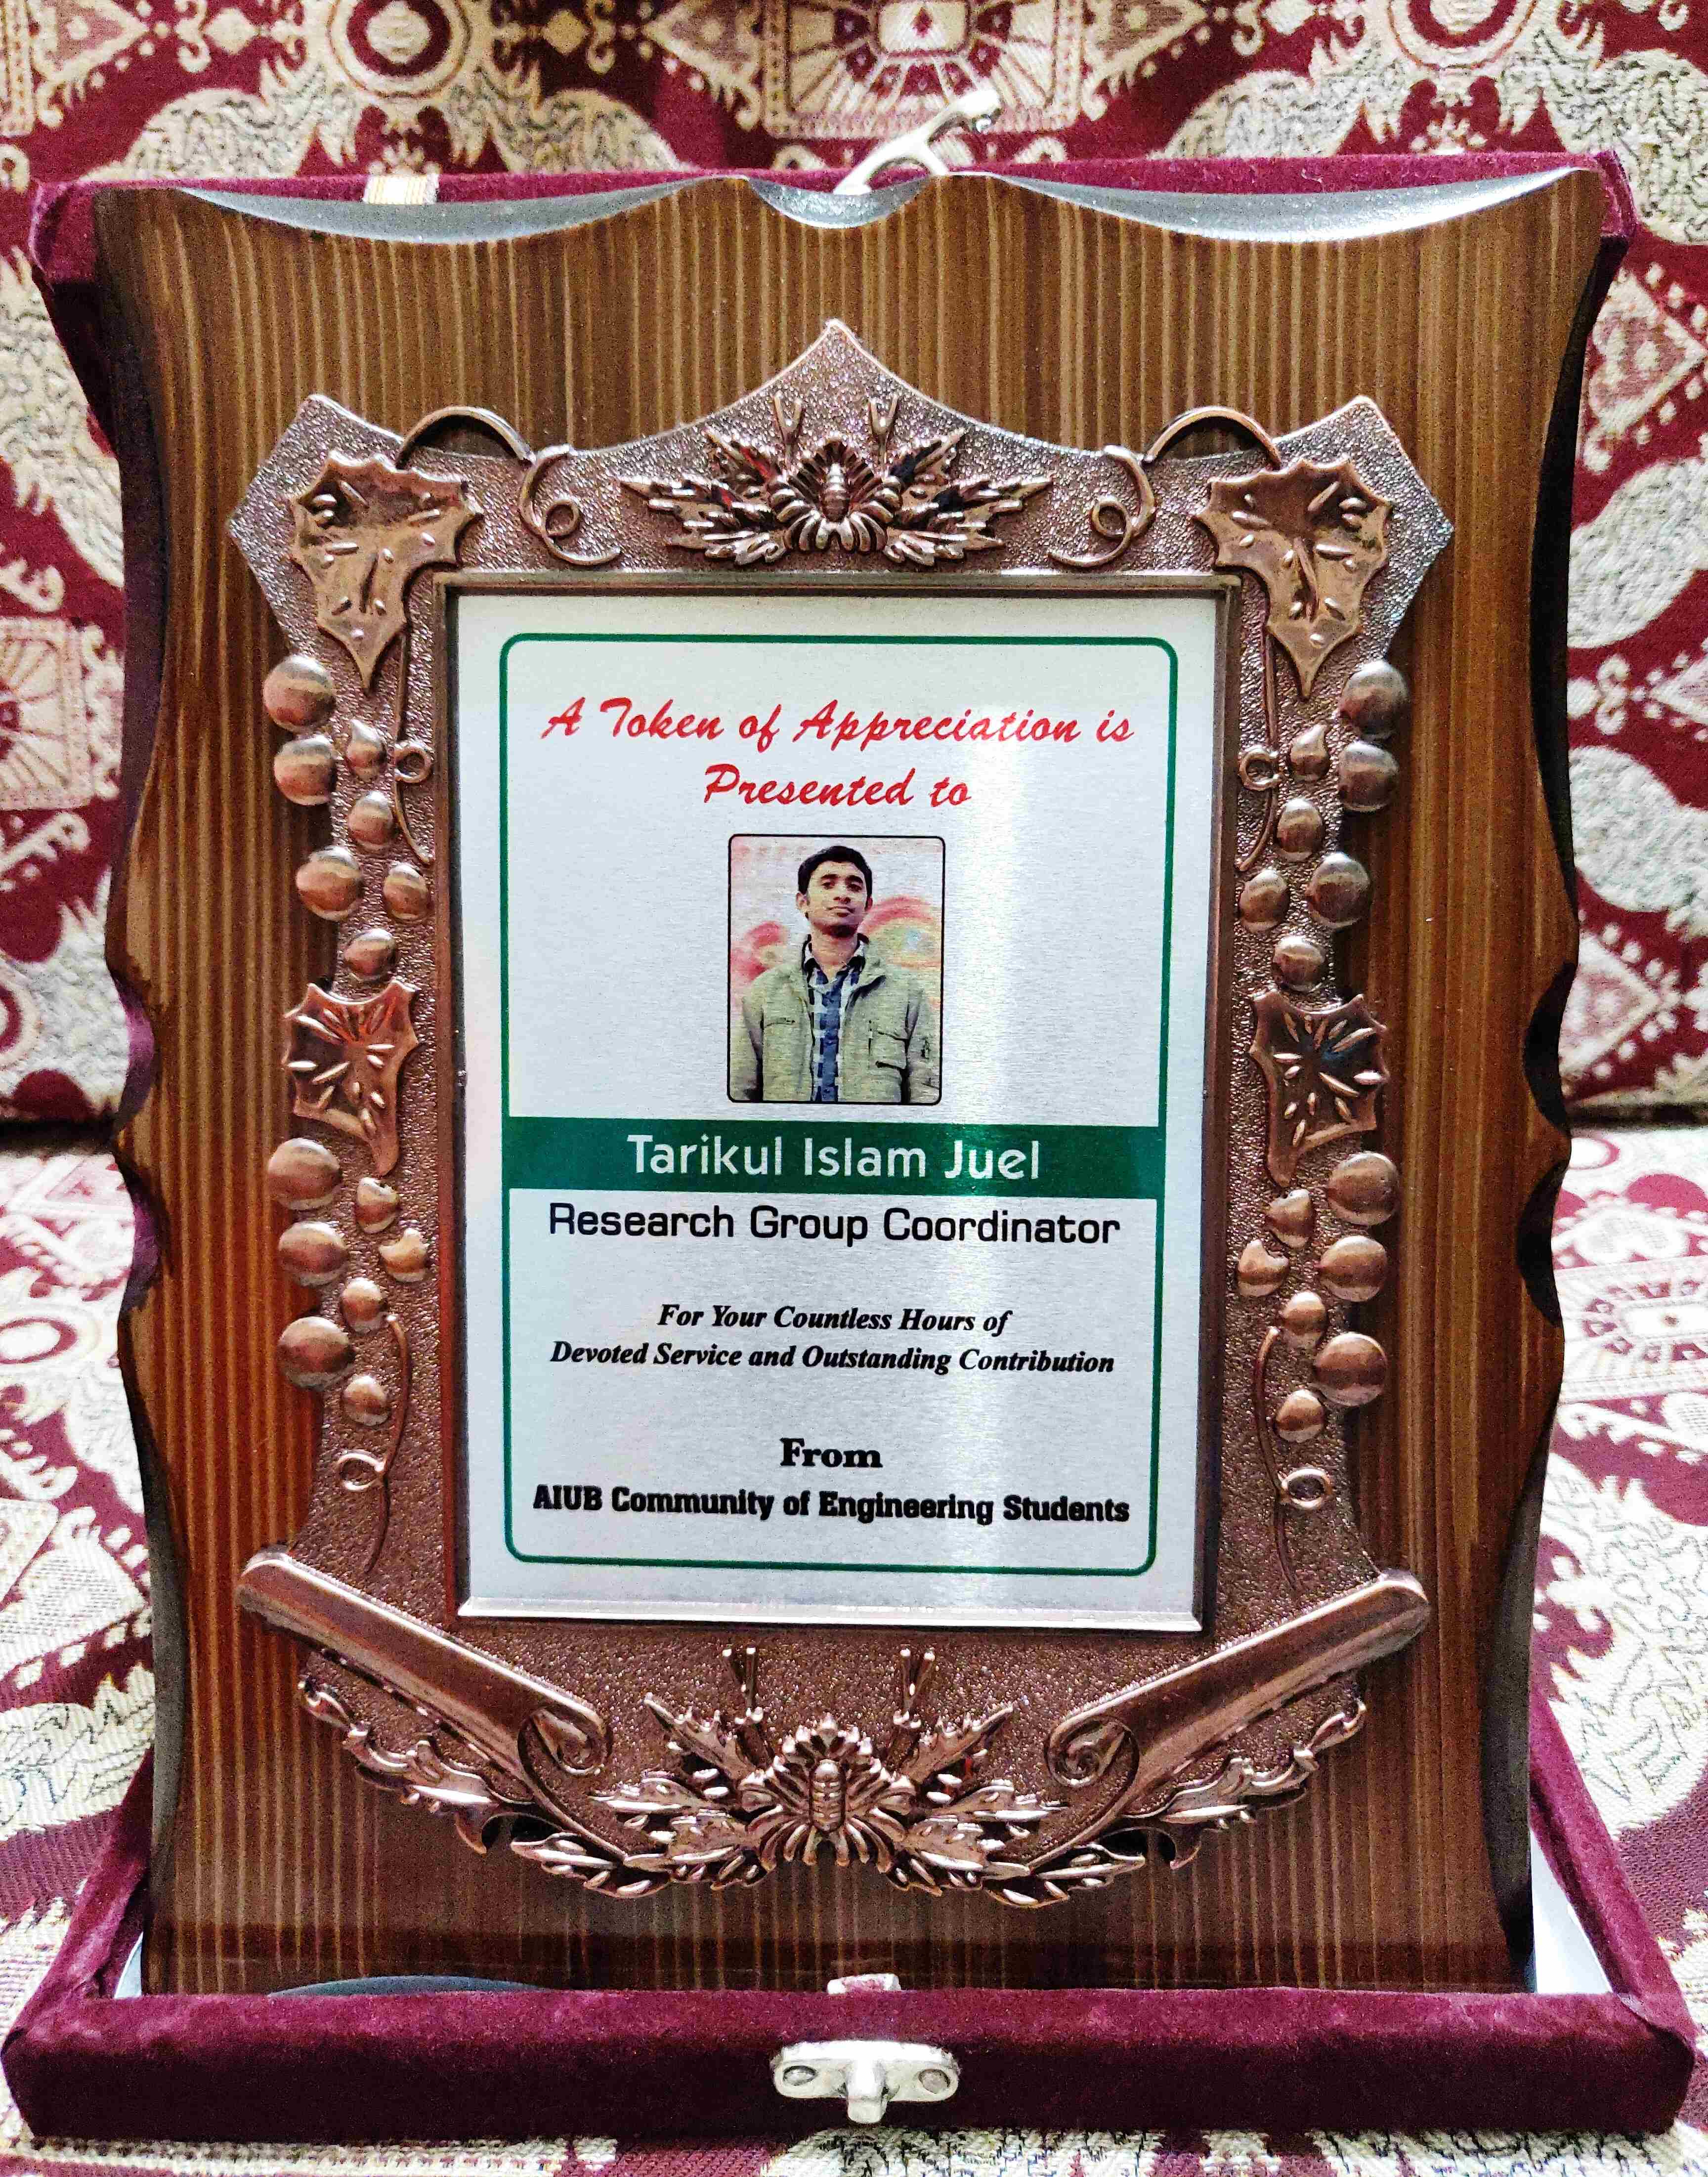 A Token of Appreciation is
Presented to
Tarikul Islam Juel
Research Group Coordinator
For Your Countless Hours of
Devoted Service and Outstanding Contribution
From
AIUB Community of Engineering Students